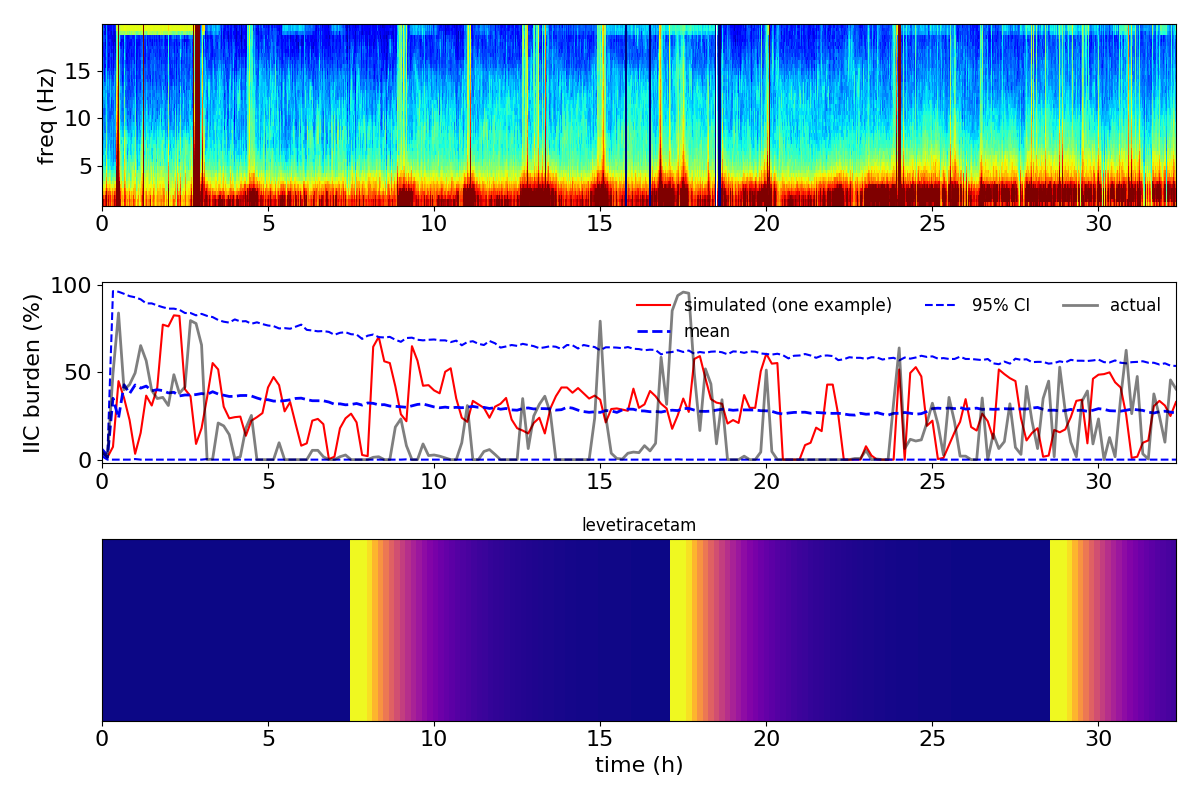 freq (Hz)
15
10
5
0 5 10 15 20 25 30
IIC burden (%)
100
50
0
simulated (one example)
mean
95% CI
actual
0 5 10 15 20 25 30
levetiracetam
0 5 10 15 20 25 30
time (h)